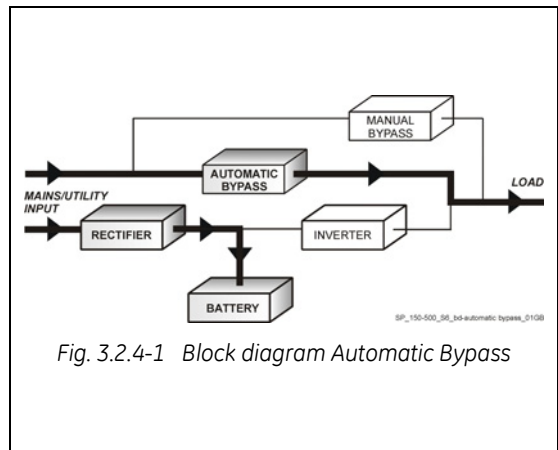 MANUAL
BYPASS
AUTOMATIC
BYPASS
MAINS/UTILITY
INPUT
LOAD
RECTIFIER
INVERTER
BATTERY
SP_150-500_S6_bd-automatic bypass_01GB
Fig. 3.2.4-1 Block diagram Automatic Bypass